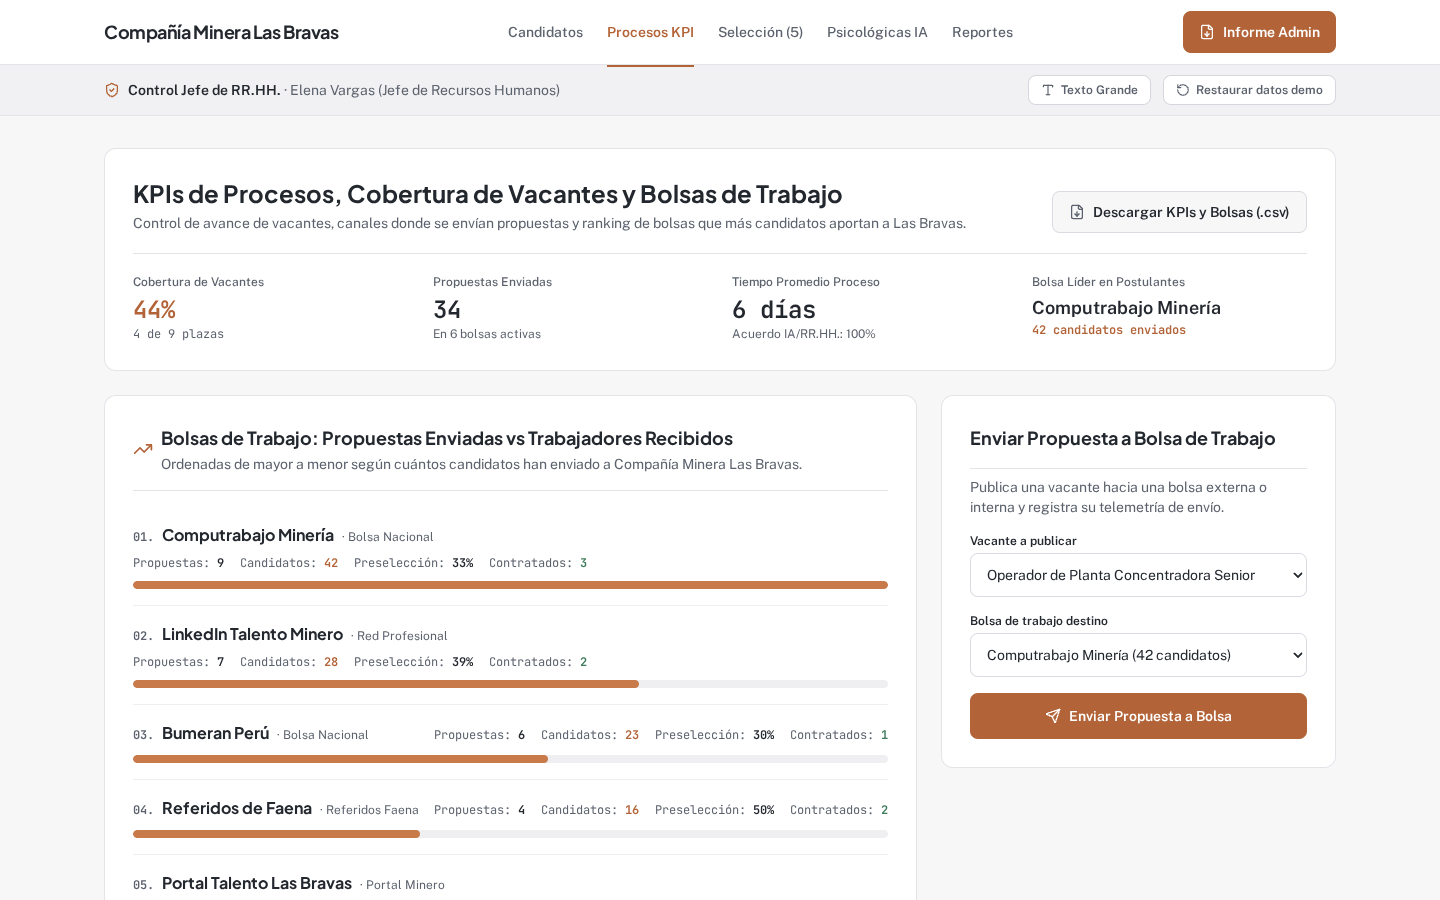 Compañía Minera Las Bravas
Candidatos
Procesos KPI
Selección (5)
Psicológicas IA
Reportes
Informe Admin
Control Jefe de RR.HH. · Elena Vargas (Jefe de Recursos Humanos)
Texto Grande
Restaurar datos demo
KPIs de Procesos, Cobertura de Vacantes y Bolsas de Trabajo
Control de avance de vacantes, canales donde se envían propuestas y ranking de bolsas que más candidatos aportan a Las Bravas.
Descargar KPIs y Bolsas (.csv)
Cobertura de Vacantes
44%
4 de 9 plazas
Propuestas Enviadas
34
En 6 bolsas activas
Tiempo Promedio Proceso
6 días
Acuerdo IA/RR.HH.: 100%
Bolsa Líder en Postulantes
Computrabajo Minería
42 candidatos enviados
Bolsas de Trabajo: Propuestas Enviadas vs Trabajadores Recibidos
Ordenadas de mayor a menor según cuántos candidatos han enviado a Compañía Minera Las Bravas.
01. Computrabajo Minería · Bolsa Nacional
Propuestas: 9 Candidatos: 42 Preselección: 33% Contratados: 3
02. LinkedIn Talento Minero · Red Profesional
Propuestas: 7 Candidatos: 28 Preselección: 39% Contratados: 2
03. Bumeran Perú · Bolsa Nacional Propuestas: 6 Candidatos: 23 Preselección: 30% Contratados: 1
04. Referidos de Faena · Referidos Faena Propuestas: 4 Candidatos: 16 Preselección: 50% Contratados: 2
05. Portal Talento Las Bravas · Portal Minero
Enviar Propuesta a Bolsa de Trabajo
Publica una vacante hacia una bolsa externa o
interna y registra su telemetría de envío.
Vacante a publicar
Operador de Planta Concentradora Senior
Bolsa de trabajo destino
Computrabajo Minería (42 candidatos)
Enviar Propuesta a Bolsa